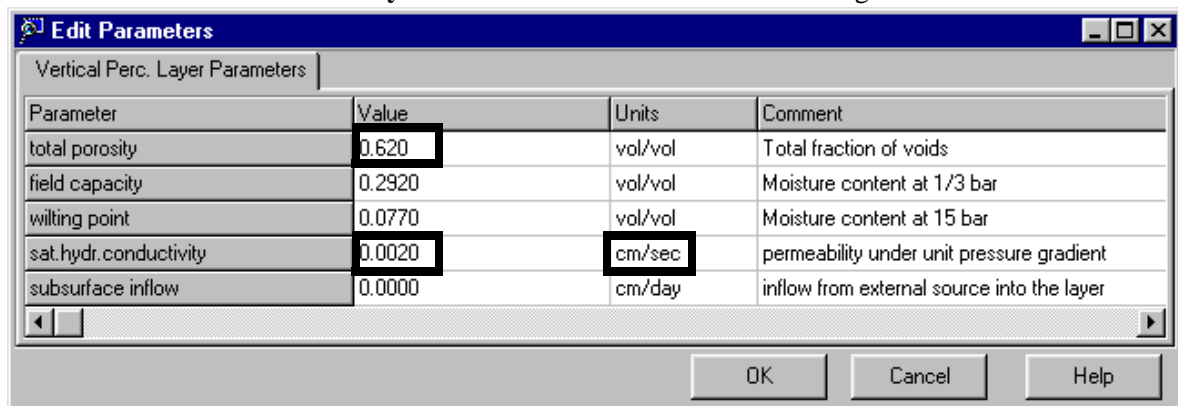 Edit Parameters
Vertical Perc. Layer Parameters
Parameter Value Units Comment
total porosity 0.620 vol/vol Total fraction of voids
field capacity 0.2920 vol/vol Moisture content at 1/3 bar
wilting point 0.0770 vol/vol Moisture content at 15 bar
sat.hydr.conductivity 0.0020 cm/sec permeability under unit pressure gradient
subsurface inflow 0.0000 cm/day inflow from external source into the layer
OK Cancel Help